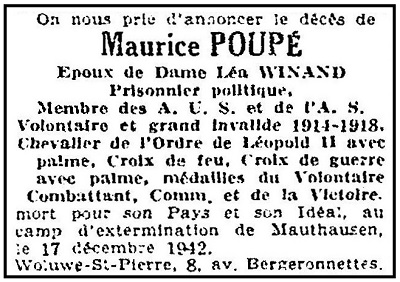 On nous prie d'annoncer le décès de
Maurice POUPÉ
Epoux de Dame Léa WINAND
Prisonnier politique,
Membre des A. U. S. et de l'A. S.
Volontaire et grand invalide 1914-1918.
Chevalier de l'Ordre de Léopold II avec
palme, Croix de feu, Croix de guerre
avec palme, médailles du Volontaire
Combattant, Comm. et de la Victoire.
mort pour son Pays et son Idéal, au
camp d'extermination de Mauthausen,
le 17 décembre 1942.
Woluwe-St-Pierre, 8, av. Bergeronnettes.